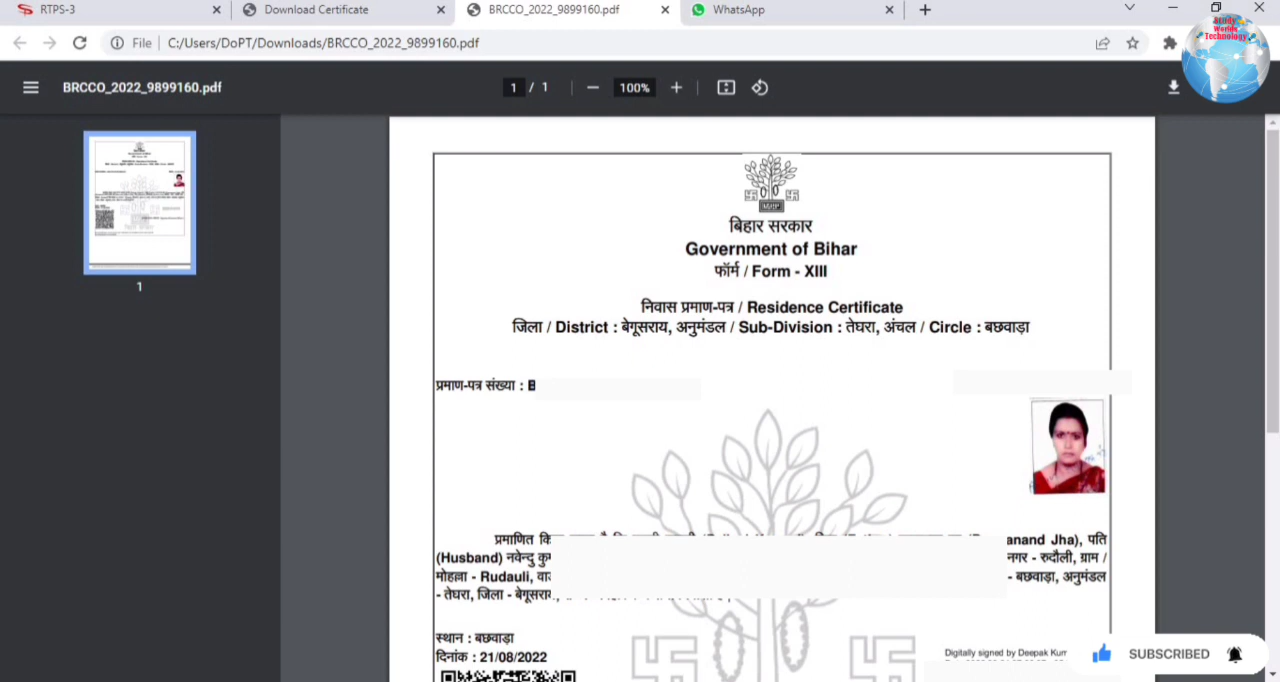 RTPS-3
Download Certificate
BRCCO_2022_9899160.pdf
WhatsApp
Study
Worlds
Technology
File
C:/Users/DoPT/Downloads/BRCCO_2022_9899160.pdf
BRCCO_2022_9899160.pdf
1 / 1
100%
1
बिहार सरकार
Government of Bihar
फॉर्म / Form - XIII
निवास प्रमाण-पत्र / Residence Certificate
जिला / District : बेगूसराय, अनुमंडल / Sub-Division : तेघरा, अंचल / Circle : बछवाड़ा
प्रमाण-पत्र संख्या : B
प्रमाणित कि anand Jha), पति
(Husband) नवेन्दु कु नगर - रुदौली, ग्राम /
मोहल्ला - Rudauli, वा - बछवाड़ा, अनुमंडल
- तेघरा, जिला - बेगूसराय,
स्थान : बछवाड़ा
दिनांक : 21/08/2022
Digitally signed by Deepak Kum
SUBSCRIBED